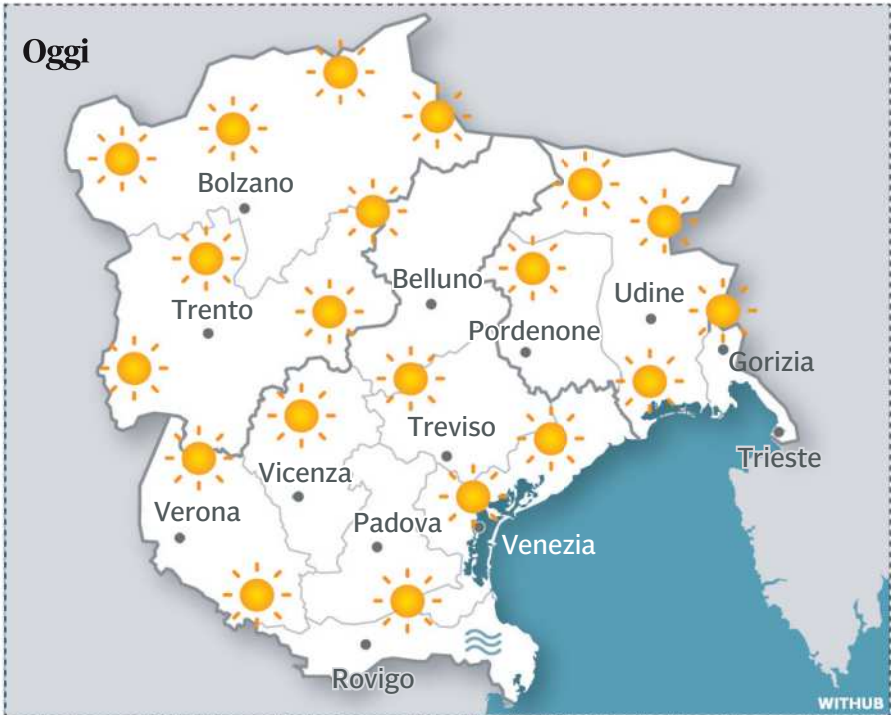 Oggi
Bolzano
Belluno
Trento
Udine
Pordenone
Gorizia
Treviso
Trieste
Vicenza
Verona
Padova
Venezia
Rovigo
WITHUB